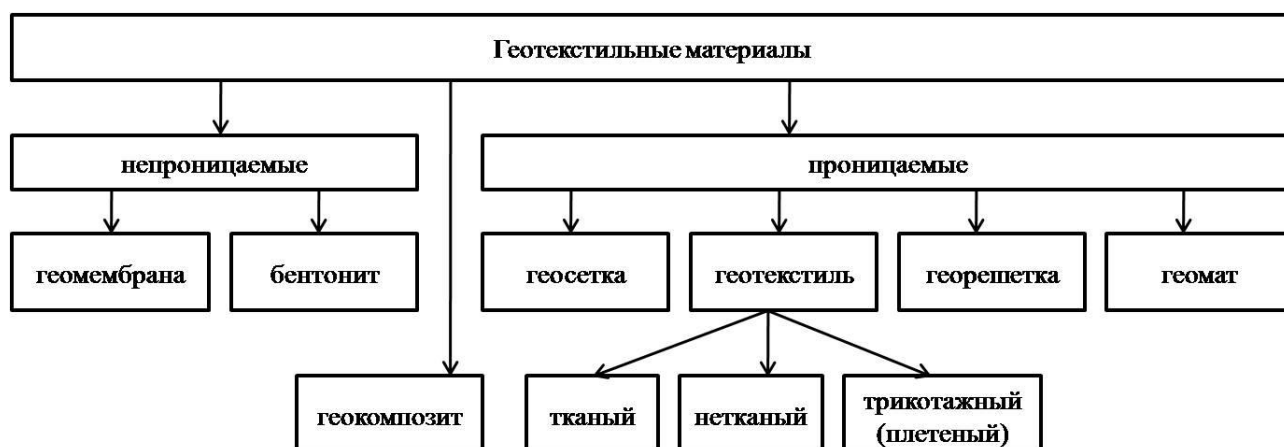 Геотекстильные материалы
непроницаемые
проницаемые
геомембрана
бентонит
геосетка
геотекстиль
георешетка
геомат
геокомпозит
тканый
нетканый
трикотажный
(плетеный)